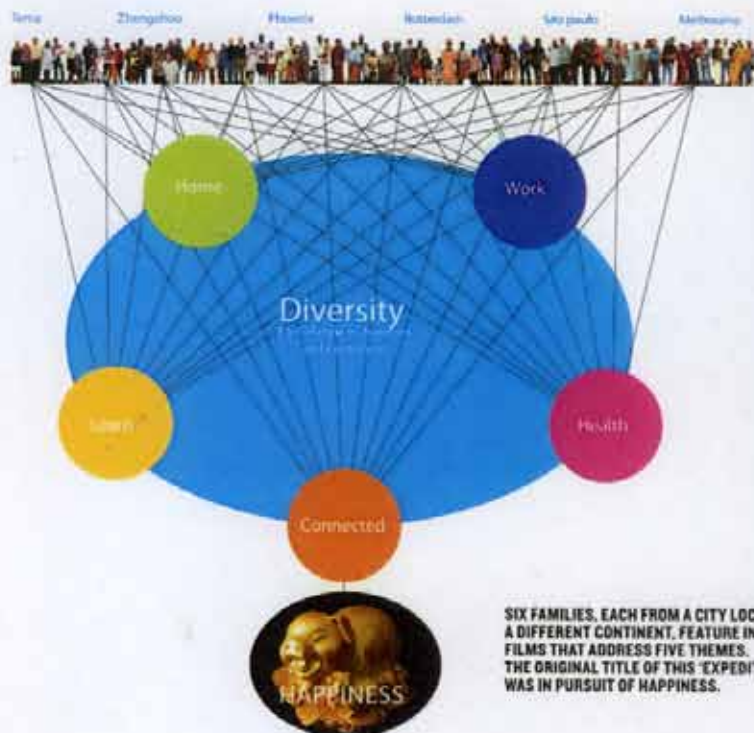 Tema Zhengzhou Phoenix Rotterdam São paulo Melbourne
Home
Work
Diversity
Learn
Health
Connected
HAPPINESS
SIX FAMILIES, EACH FROM A CITY LOC
A DIFFERENT CONTINENT, FEATURE IN
FILMS THAT ADDRESS FIVE THEMES.
THE ORIGINAL TITLE OF THIS 'EXPEDI
WAS IN PURSUIT OF HAPPINESS.